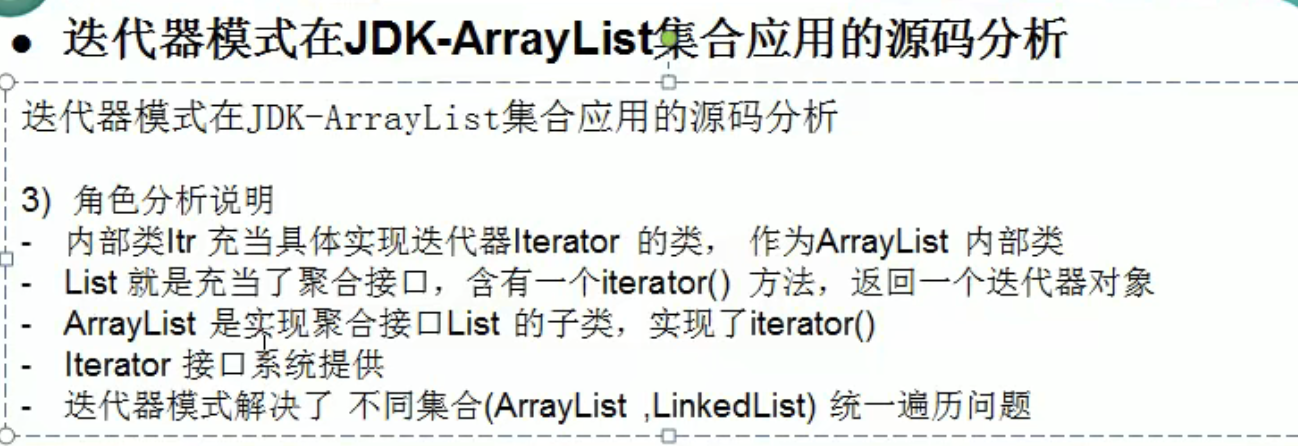 ● 迭代器模式在JDK-ArrayList集合应用的源码分析
迭代器模式在JDK-ArrayList集合应用的源码分析
3) 角色分析说明
- 内部类Itr 充当具体实现迭代器Iterator 的类， 作为ArrayList 内部类
- List 就是充当了聚合接口，含有一个iterator() 方法，返回一个迭代器对象
- ArrayList 是实现聚合接口List 的子类，实现了iterator()
- Iterator 接口系统提供
- 迭代器模式解决了 不同集合(ArrayList ,LinkedList) 统一遍历问题